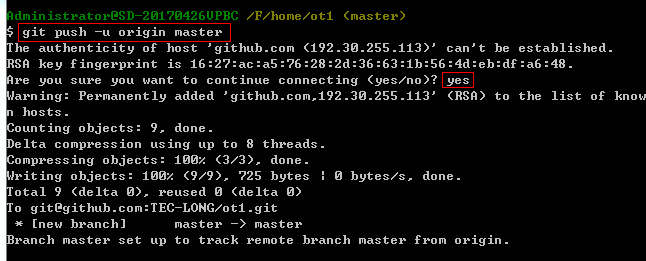 Administrator@SD-20170426VPBC /F/home/ot1 (master)
$ git push -u origin master
The authenticity of host 'github.com (192.30.255.113)' can't be established.
RSA key fingerprint is 16:27:ac:a5:76:28:2d:36:63:1b:56:4d:eb:df:a6:48.
Are you sure you want to continue connecting (yes/no)? yes
Warning: Permanently added 'github.com,192.30.255.113' (RSA) to the list of know
n hosts.
Counting objects: 9, done.
Delta compression using up to 8 threads.
Compressing objects: 100% (3/3), done.
Writing objects: 100% (9/9), 725 bytes | 0 bytes/s, done.
Total 9 (delta 0), reused 0 (delta 0)
To git@github.com:TEC-LONG/ot1.git
 * [new branch]      master -> master
Branch master set up to track remote branch master from origin.